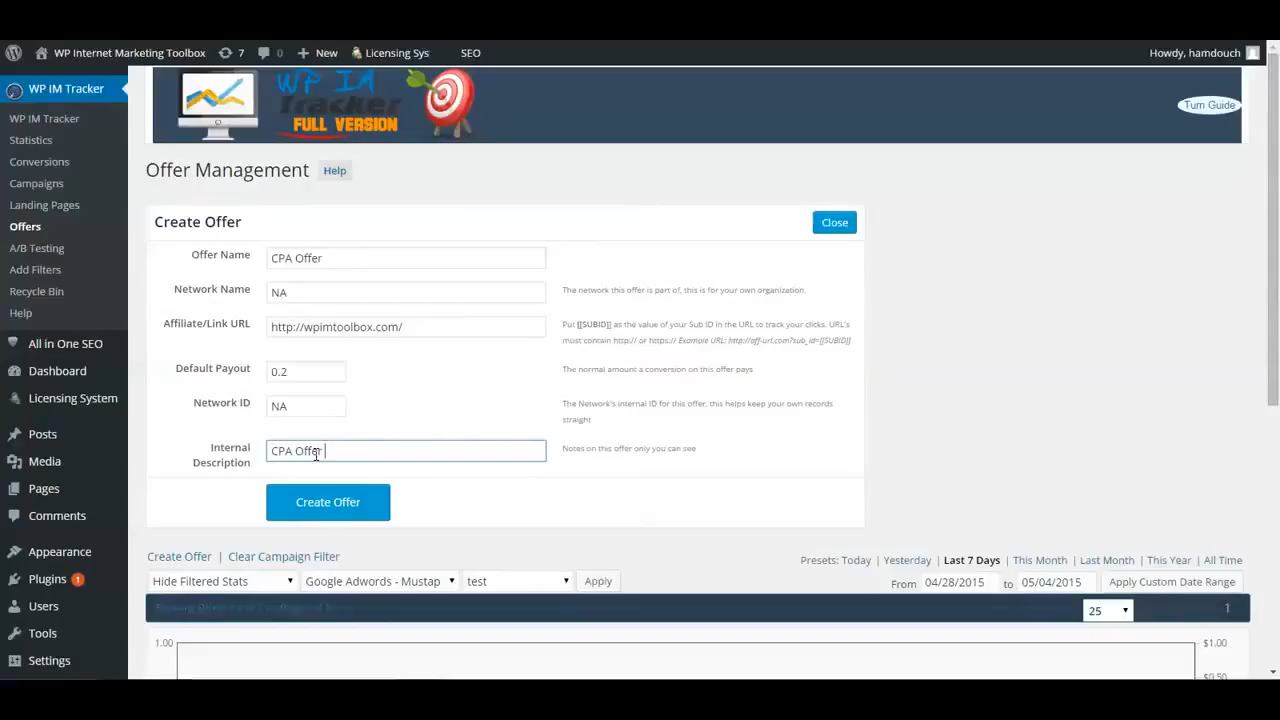 WP Internet Marketing Toolbox 7 0 New Licensing Sys SEO Howdy, hamdouch
WP IM Tracker
WP IM Tracker
Statistics
Conversions
Campaigns
Landing Pages
Offers
A/B Testing
Add Filters
Recycle Bin
Help
All in One SEO
Dashboard
Licensing System
Posts
Media
Pages
Comments
Appearance
Plugins 1
Users
Tools
Settings
WP IM
Tracker
FULL VERSION
Turn Guide
Offer Management Help
Create Offer Close
Offer Name CPA Offer
Network Name NA The network this offer is part of, this is for your own organization.
Affiliate/Link URL http://wpimtoolbox.com/ Put [[SUBID]] as the value of your Sub ID in the URL to track your clicks. URL's
must contain http:// or https:// Example URL: http://aff-url.com?sub_id=[[SUBID]]
Default Payout 0.2 The normal amount a conversion on this offer pays
Network ID NA The Network's internal ID for this offer, this helps keep your own records
straight
Internal Description CPA Offer Notes on this offer only you can see
Create Offer
Create Offer | Clear Campaign Filter Presets: Today | Yesterday | Last 7 Days | This Month | Last Month | This Year | All Time
Hide Filtered Stats Google Adwords - Mustap test Apply From 04/28/2015 to 05/04/2015 Apply Custom Date Range
25 1
1.00 $1.00
$0.50